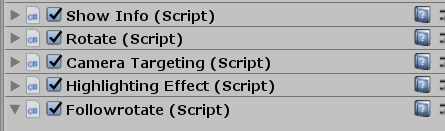 Show Info (Script)
Rotate (Script)
Camera Targeting (Script)
Highlighting Effect (Script)
Followrotate (Script)